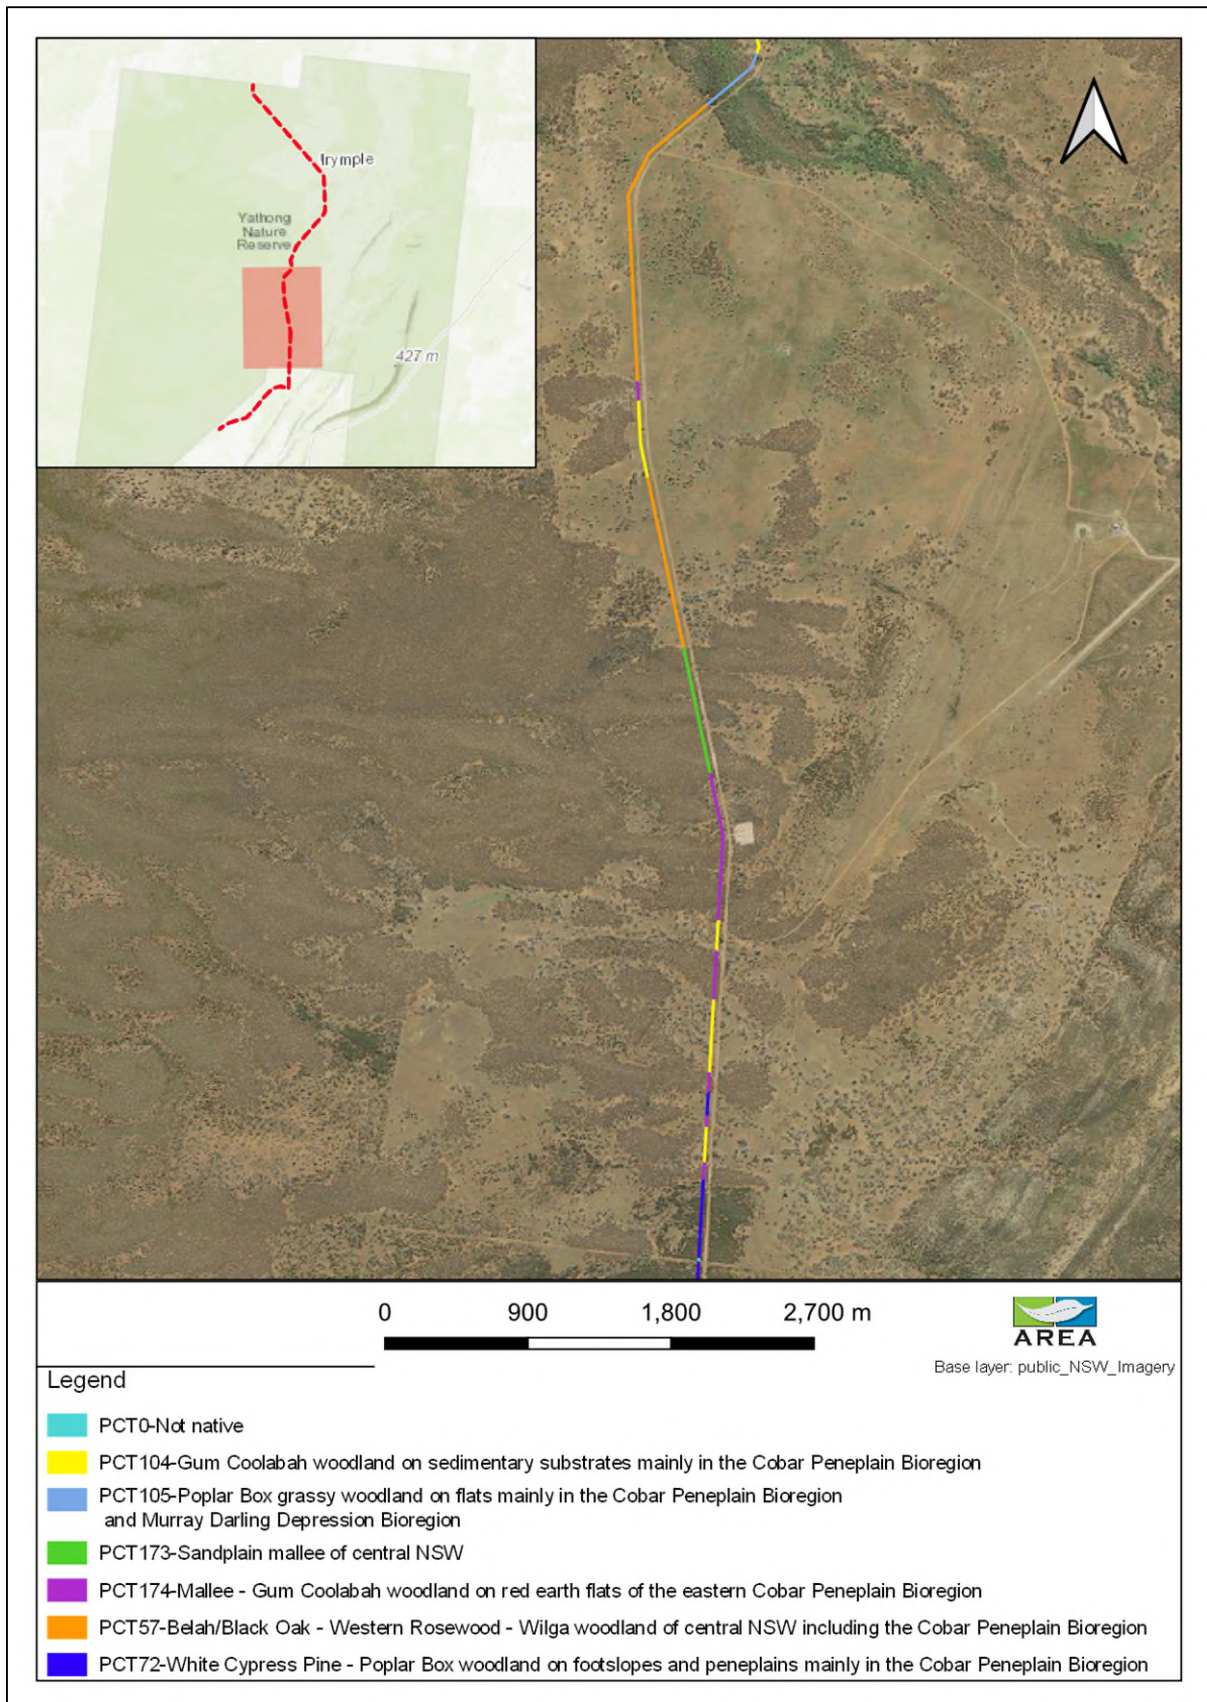 Irymple
Yathong
Nature
Reserve
427 m
0 900 1,800 2,700 m
AREA
Base layer: public_NSW_Imagery
Legend
PCT0-Not native
PCT104-Gum Coolabah woodland on sedimentary substrates mainly in the Cobar Peneplain Bioregion
PCT105-Poplar Box grassy woodland on flats mainly in the Cobar Peneplain Bioregion
and Murray Darling Depression Bioregion
PCT173-Sandplain mallee of central NSW
PCT174-Mallee - Gum Coolabah woodland on red earth flats of the eastern Cobar Peneplain Bioregion
PCT57-Belah/Black Oak - Western Rosewood - Wilga woodland of central NSW including the Cobar Peneplain Bioregion
PCT72-White Cypress Pine - Poplar Box woodland on footslopes and peneplains mainly in the Cobar Peneplain Bioregion